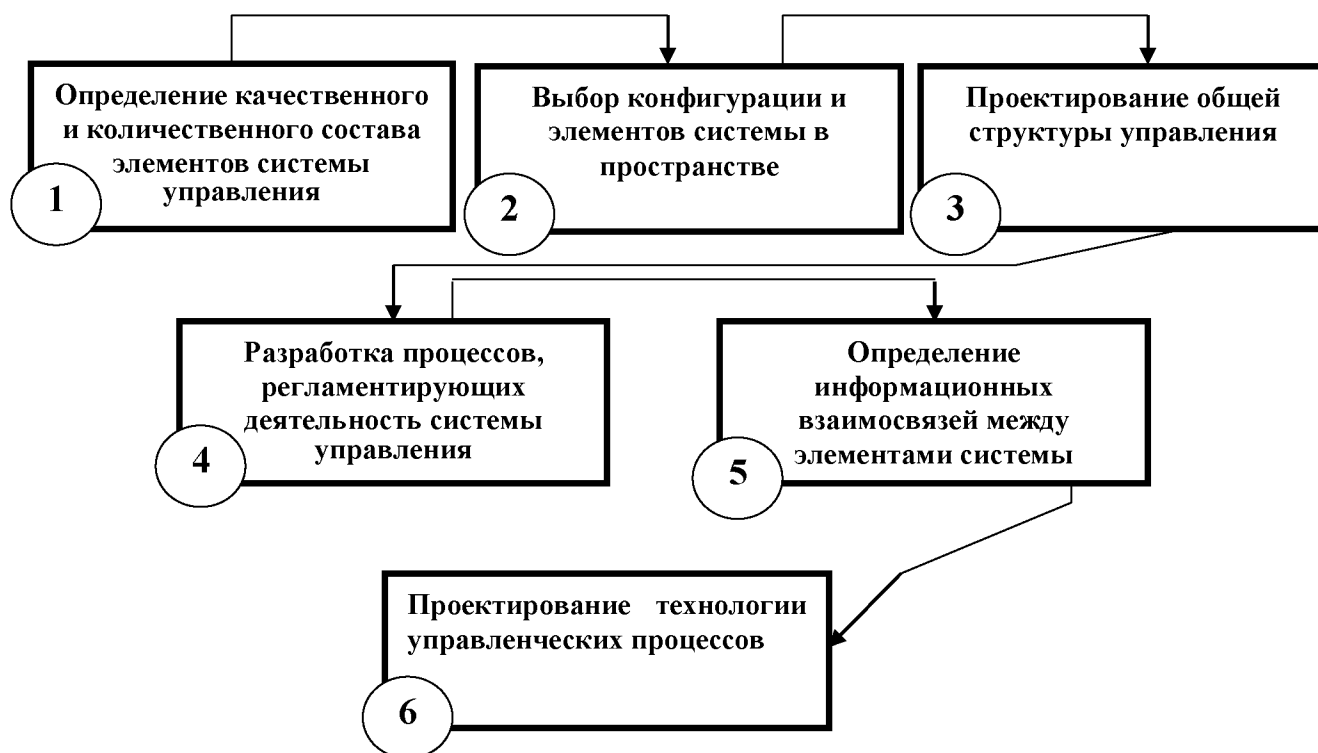 Определение качественного
и количественного состава
элементов системы
управления
1
Выбор конфигурации и
элементов системы в
пространстве
2
Проектирование общей
структуры управления
3
Разработка процессов,
регламентирующих
деятельность системы
управления
4
Определение
информационных
взаимосвязей между
элементами системы
5
Проектирование технологии
управленческих процессов
6